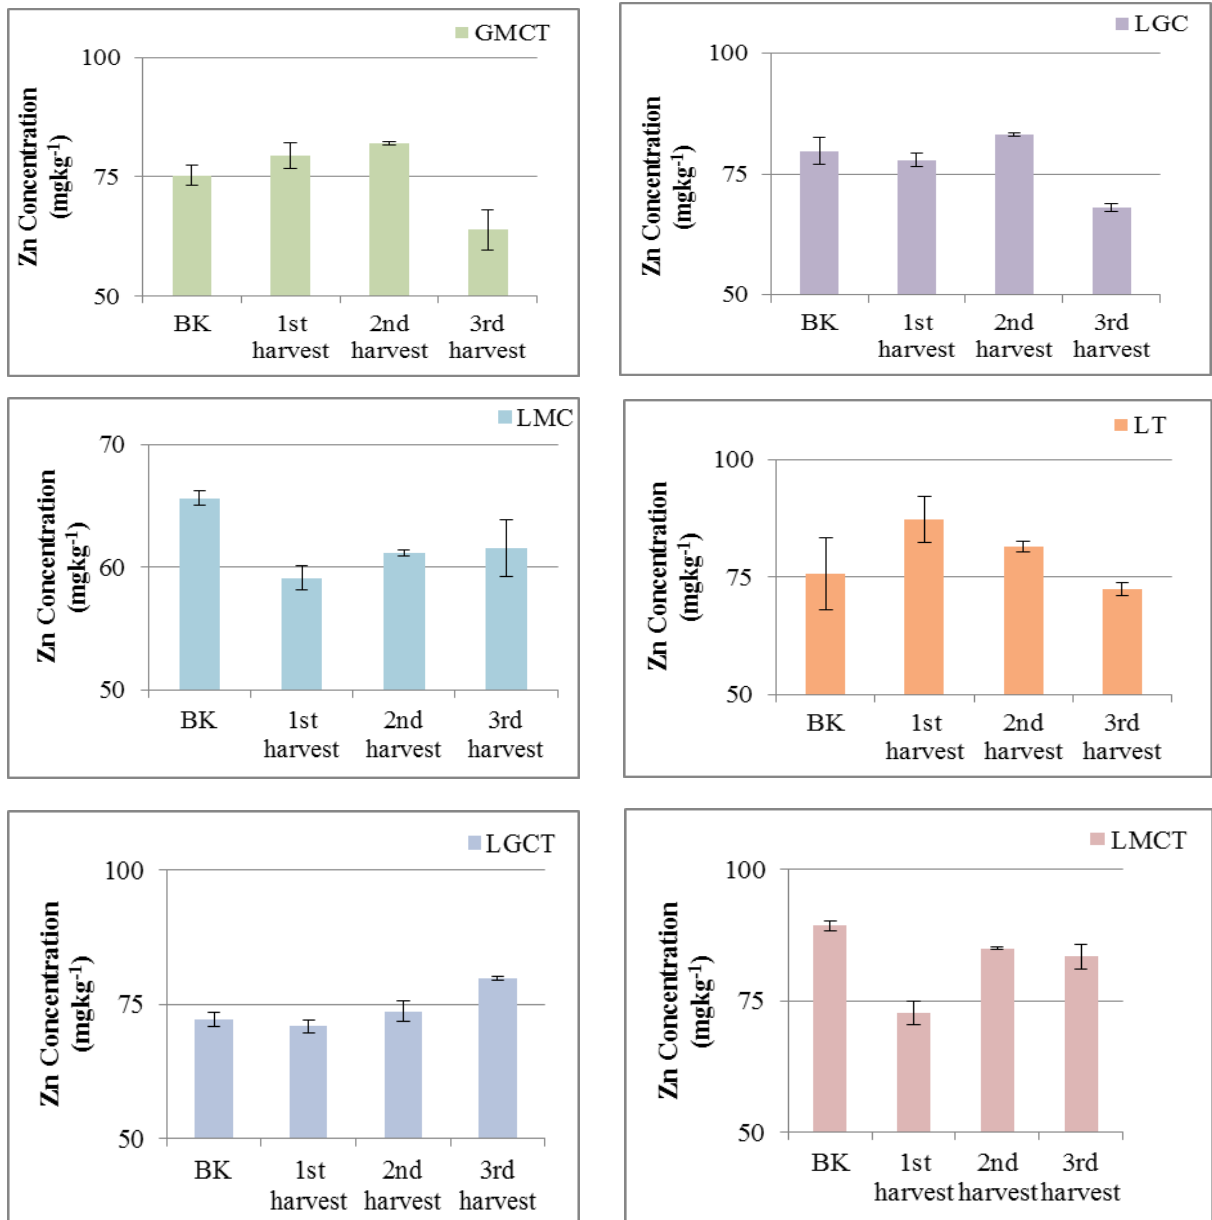 GMCT
100
75
50
Zn Concentration
(mgkg-1)
BK
1st
harvest
2nd
harvest
3rd
harvest
LGC
100
75
50
Zn Concentration
(mgkg-1)
BK
1st
harvest
2nd
harvest
3rd
harvest
LMC
70
60
50
Zn Concentration
(mgkg-1)
BK
1st
harvest
2nd
harvest
3rd
harvest
LT
100
75
50
Zn Concentration
(mgkg-1)
BK
1st
harvest
2nd
harvest
3rd
harvest
LGCT
100
75
50
Zn Concentration
(mgkg-1)
BK
1st
harvest
2nd
harvest
3rd
harvest
LMCT
100
75
50
Zn Concentration
(mgkg-1)
BK
1st
harvest
2nd
harvest
3rd
harvest